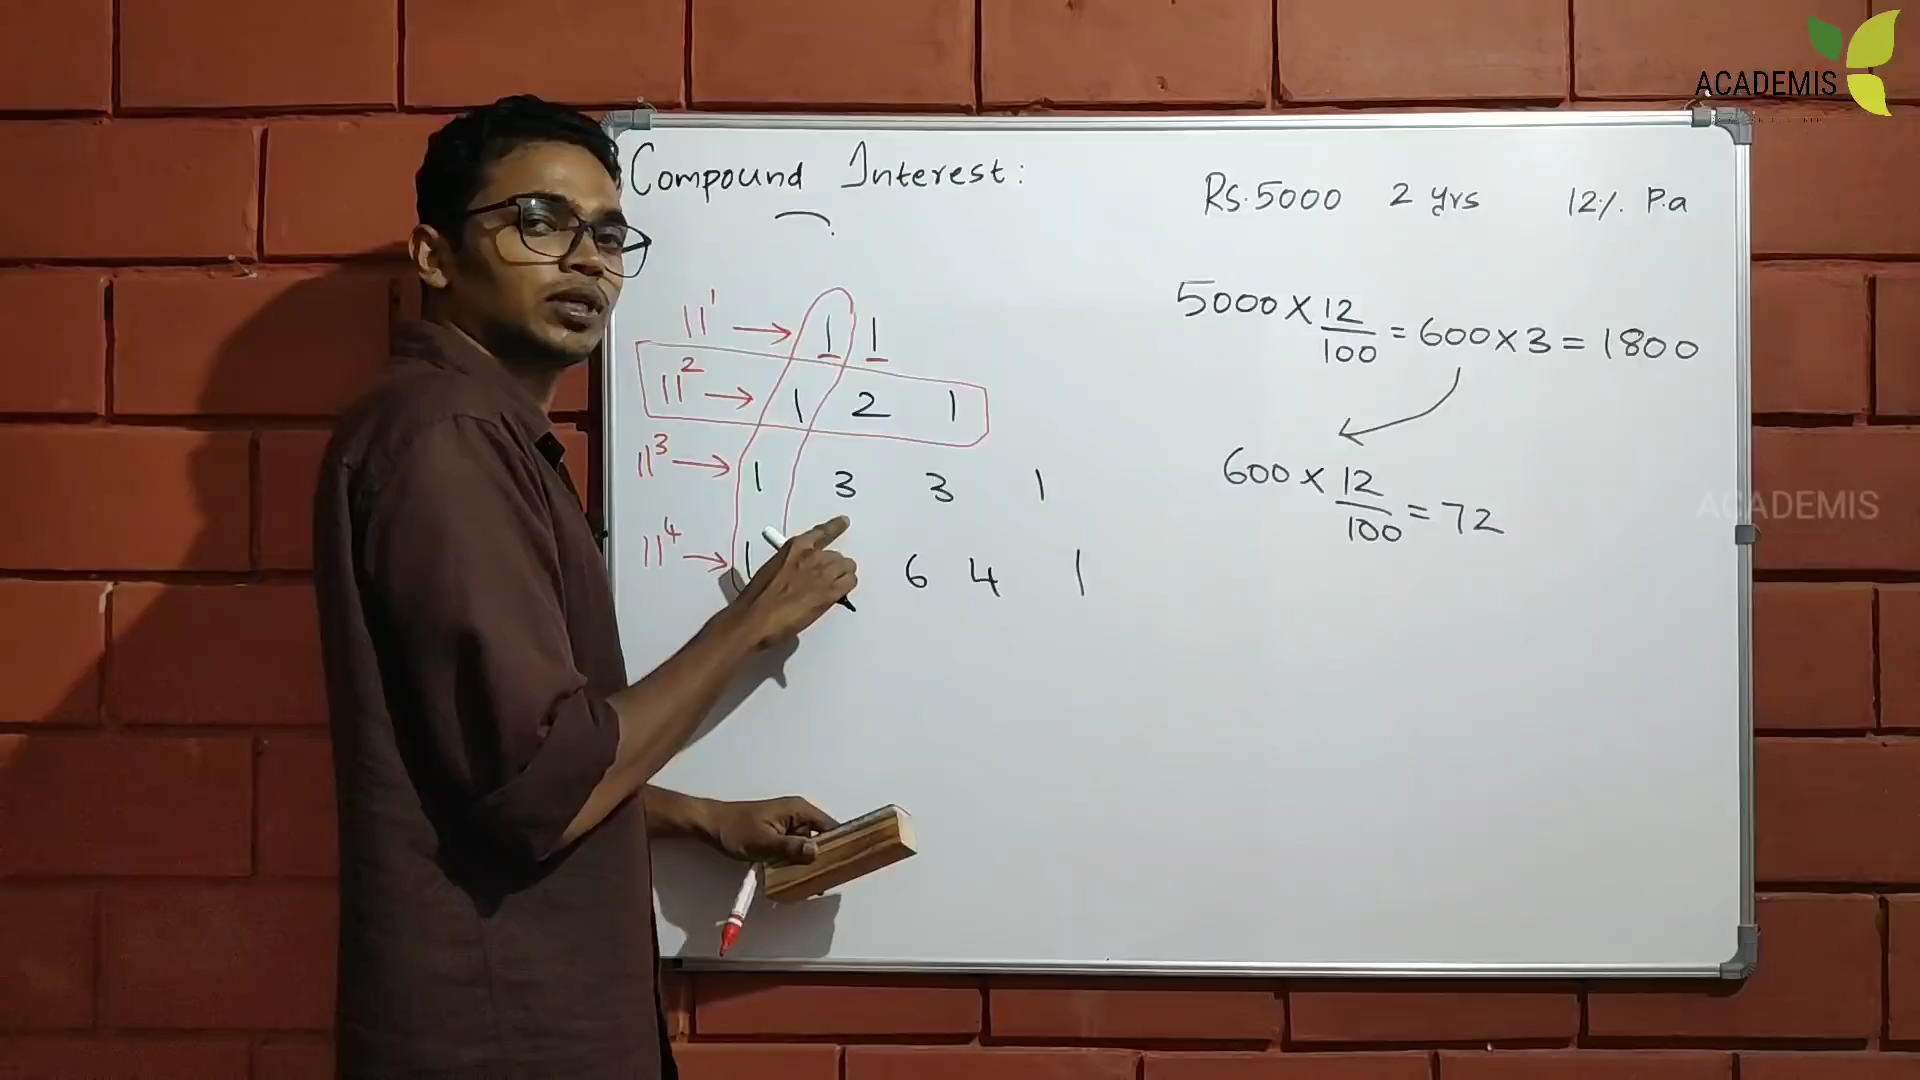 ACADEMIS
Compound Interest:
Rs.5000 2 yrs 12% P.a
11¹ → 1 1
11² → 1 2 1
11³ → 1 3 3 1
11⁴ → 1 6 4 1
5000 × 12/100 = 600 × 3 = 1800
600 × 12/100 = 72
ACADEMIS